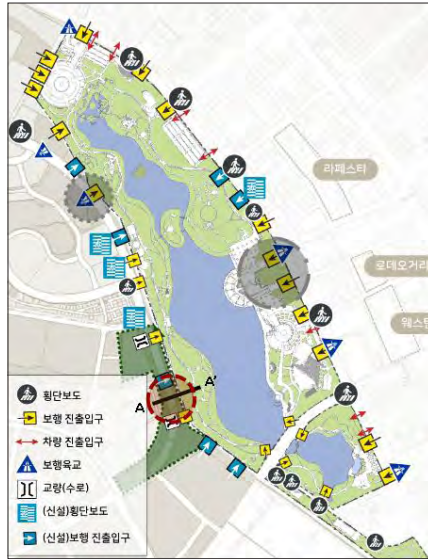 라페스타
로데오거리
웨스턴
A'
A
횡단보도
보행 진출입구
차량 진출입구
보행육교
교량(수로)
(신설)횡단보도
(신설)보행 진출입구